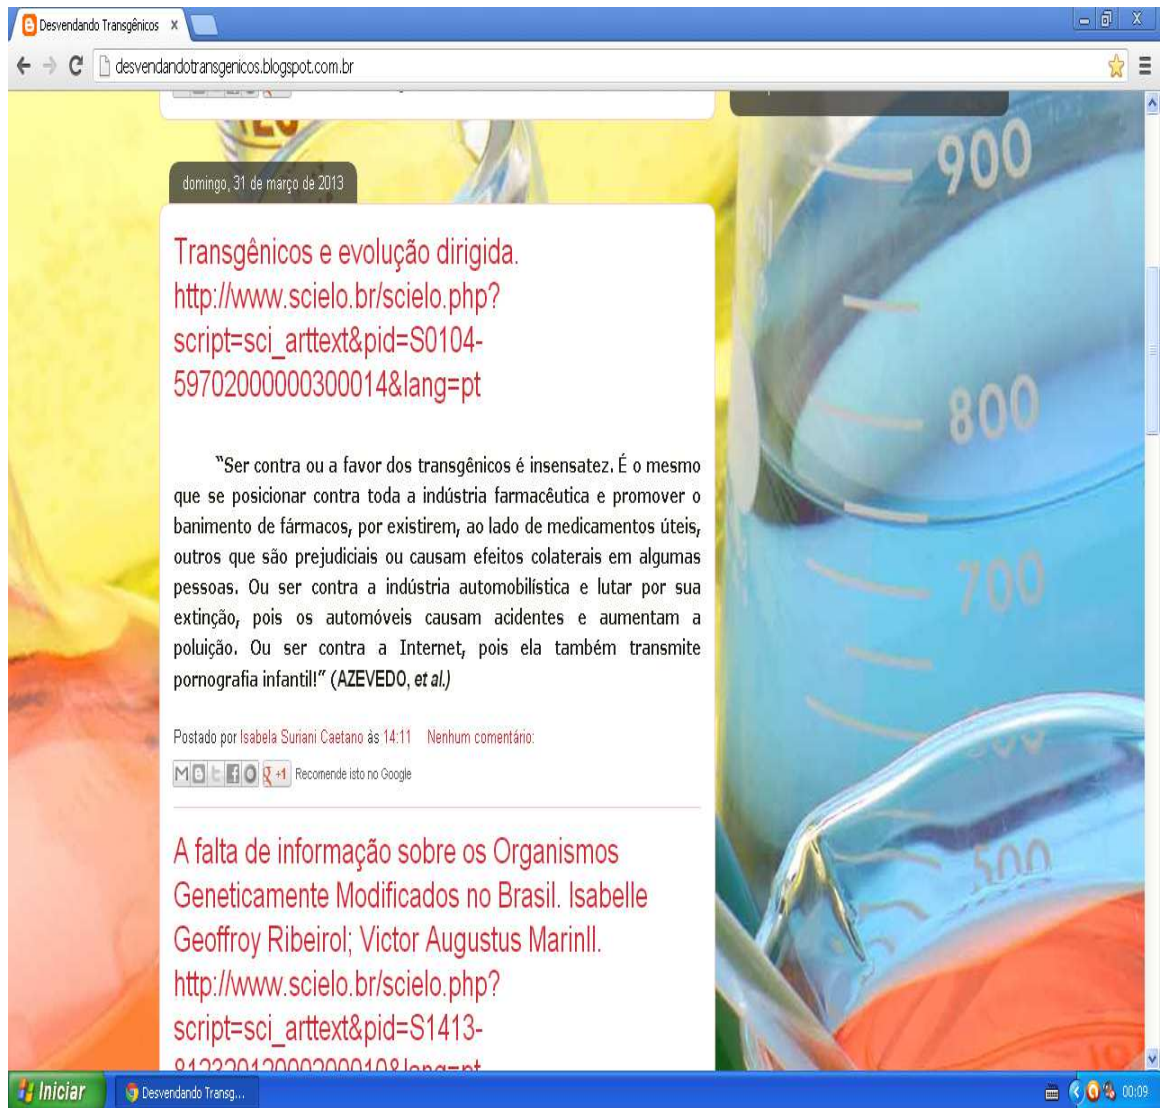 Desvendando Transgênicos
desvendandotransgenicos.blogspot.com.br
domingo, 31 de março de 2013
Transgênicos e evolução dirigida.
http://www.scielo.br/scielo.php?
script=sci_arttext&pid=S0104-
59702000000300014&lang=pt
“Ser contra ou a favor dos transgênicos é insensatez. É o mesmo
que se posicionar contra toda a indústria farmacêutica e promover o
banimento de fármacos, por existirem, ao lado de medicamentos úteis,
outros que são prejudiciais ou causam efeitos colaterais em algumas
pessoas. Ou ser contra a indústria automobilística e lutar por sua
extinção, pois os automóveis causam acidentes e aumentam a
poluição. Ou ser contra a Internet, pois ela também transmite
pornografia infantil!” (AZEVEDO, et al.)
Postado por Isabela Suriani Caetano às 14:11 Nenhum comentário:
+1 Recomende isto no Google
A falta de informação sobre os Organismos
Geneticamente Modificados no Brasil. Isabelle
Geoffroy Ribeirol; Victor Augustus Marinll.
http://www.scielo.br/scielo.php?
script=sci_arttext&pid=S1413-
81232012000200010&lang=pt
900
800
700
500
Iniciar
Desvendando Transg...
00:09